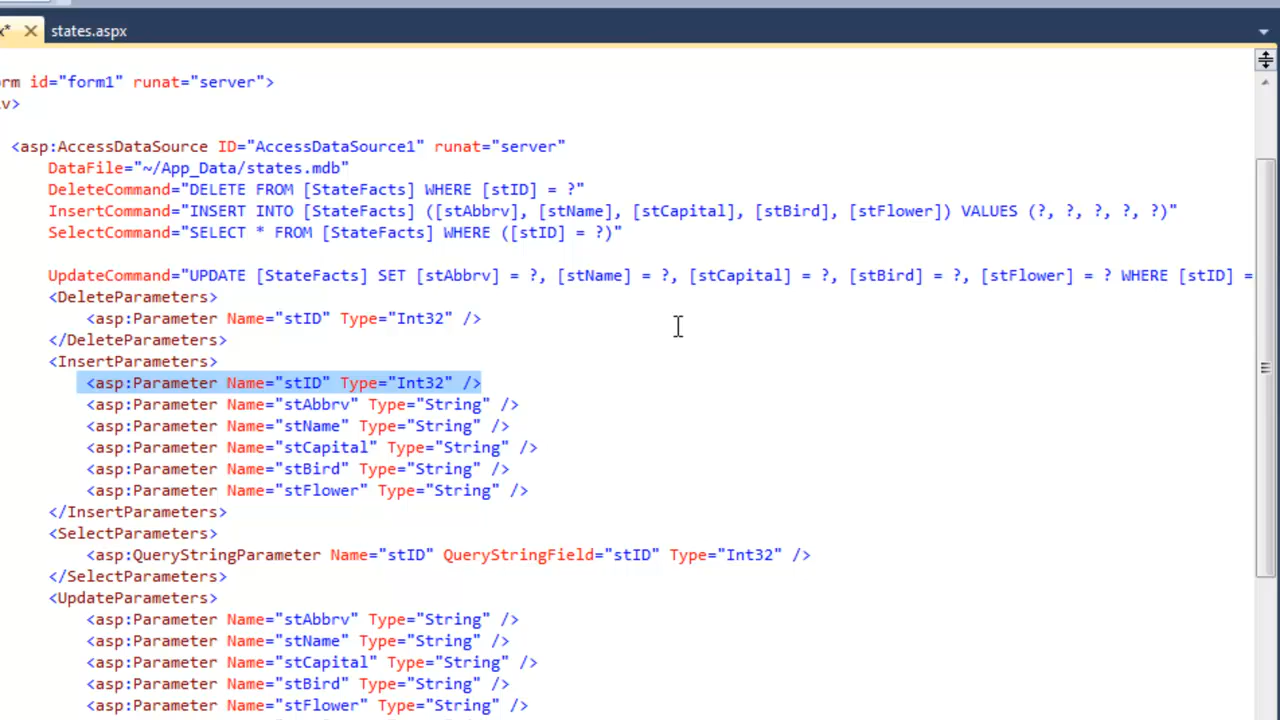 x* states.aspx
rm id="form1" runat="server">
v>
<asp:AccessDataSource ID="AccessDataSource1" runat="server"
DataFile="~/App_Data/states.mdb"
DeleteCommand="DELETE FROM [StateFacts] WHERE [stID] = ?"
InsertCommand="INSERT INTO [StateFacts] ([stAbbrv], [stName], [stCapital], [stBird], [stFlower]) VALUES (?, ?, ?, ?, ?)"
SelectCommand="SELECT * FROM [StateFacts] WHERE ([stID] = ?)"
UpdateCommand="UPDATE [StateFacts] SET [stAbbrv] = ?, [stName] = ?, [stCapital] = ?, [stBird] = ?, [stFlower] = ? WHERE [stID] =
<DeleteParameters>
<asp:Parameter Name="stID" Type="Int32" />
</DeleteParameters>
<InsertParameters>
<asp:Parameter Name="stID" Type="Int32" />
<asp:Parameter Name="stAbbrv" Type="String" />
<asp:Parameter Name="stName" Type="String" />
<asp:Parameter Name="stCapital" Type="String" />
<asp:Parameter Name="stBird" Type="String" />
<asp:Parameter Name="stFlower" Type="String" />
</InsertParameters>
<SelectParameters>
<asp:QueryStringParameter Name="stID" QueryStringField="stID" Type="Int32" />
</SelectParameters>
<UpdateParameters>
<asp:Parameter Name="stAbbrv" Type="String" />
<asp:Parameter Name="stName" Type="String" />
<asp:Parameter Name="stCapital" Type="String" />
<asp:Parameter Name="stBird" Type="String" />
<asp:Parameter Name="stFlower" Type="String" />